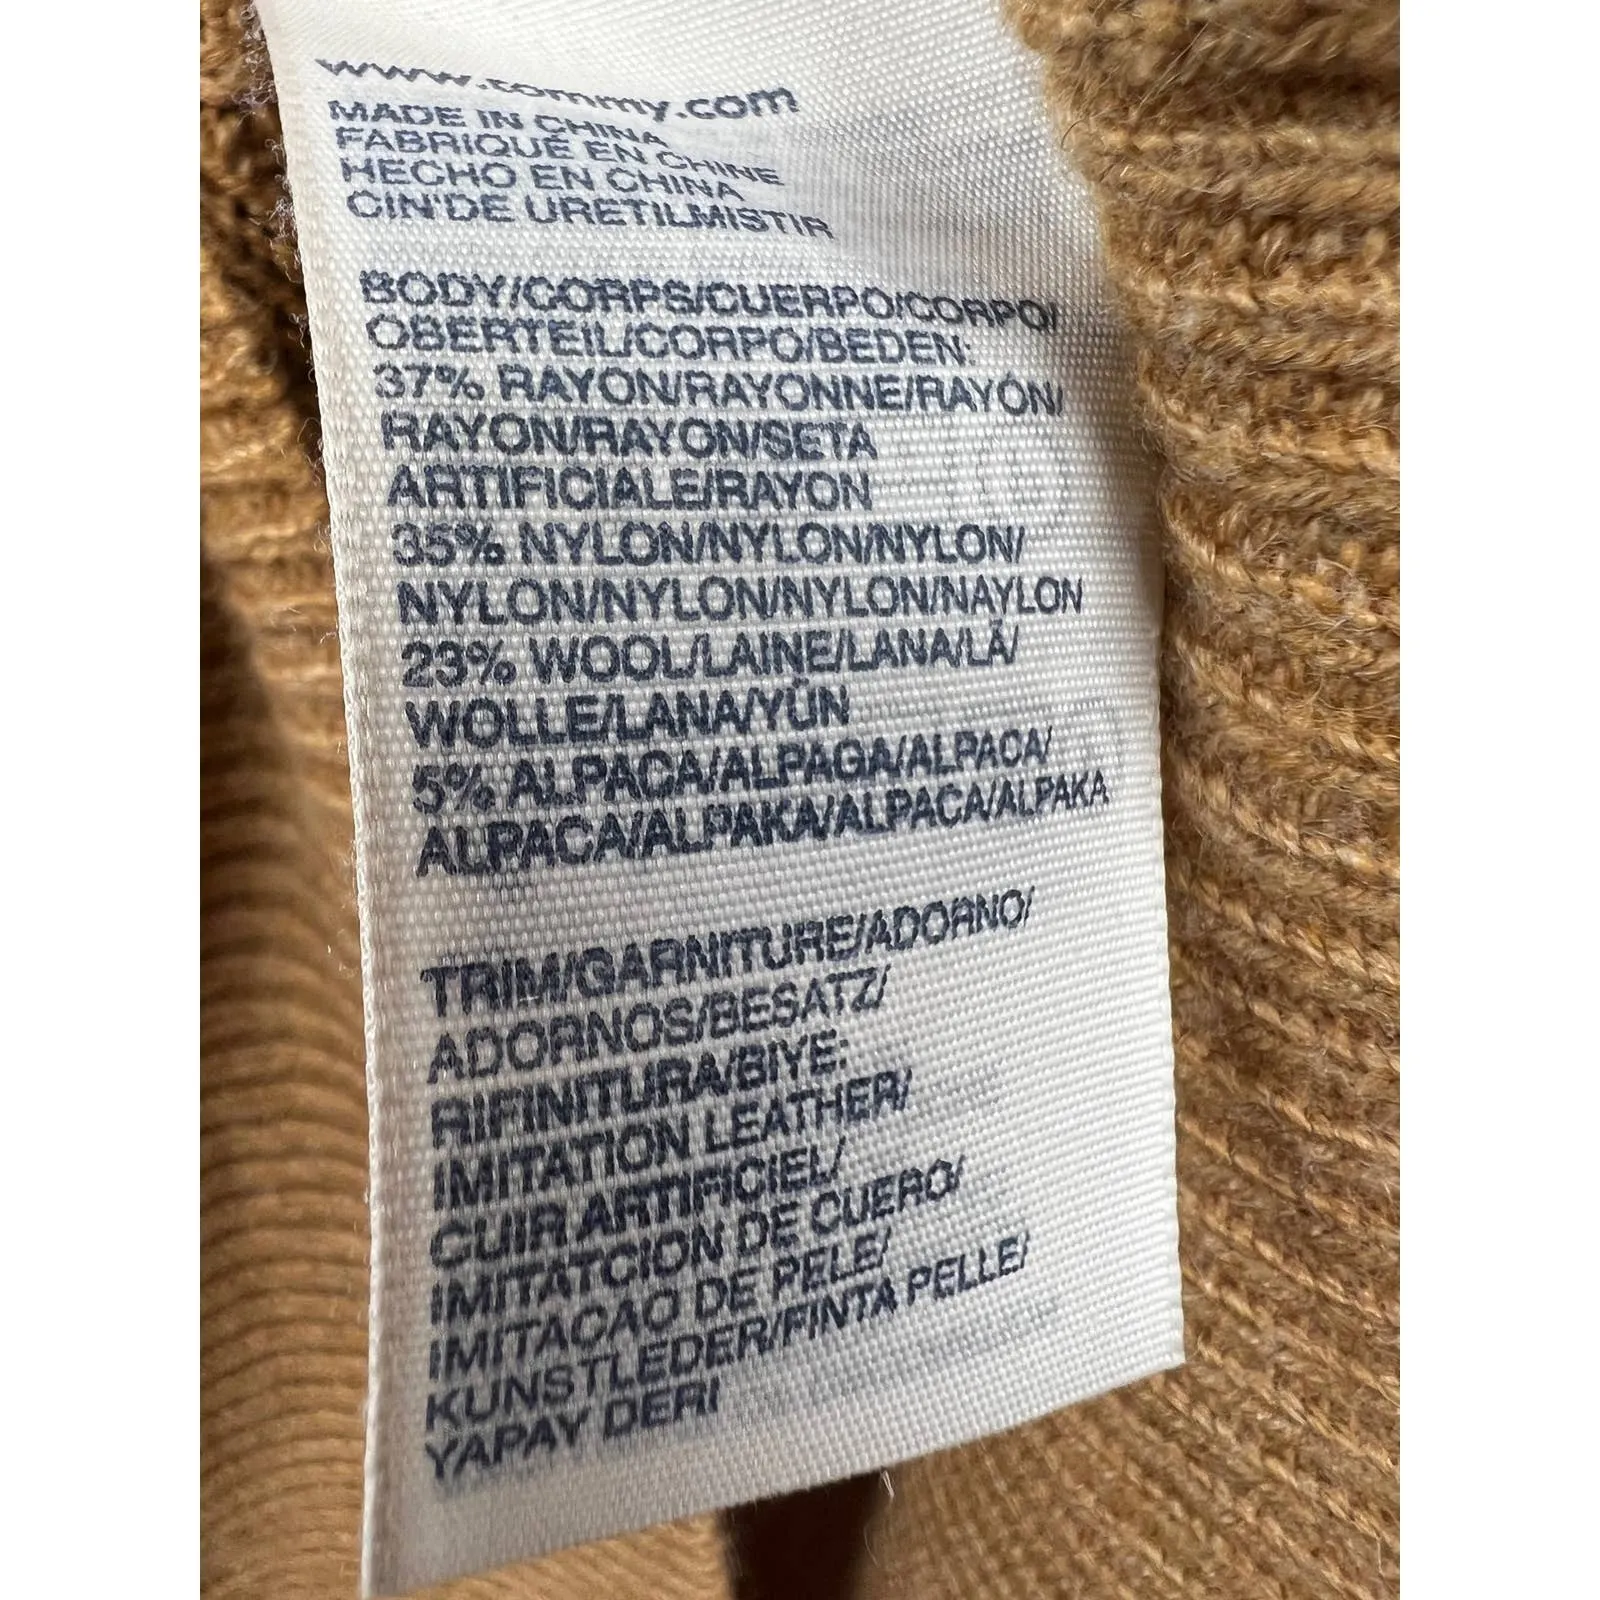 www.tommy.com
MADE IN CHINA
FABRIQUÉ EN CHINE
HECHO EN CHINA
CIN'DE URETILMISTIR
BODY/CORPS/CUERPO/CORPO/
OBERTEIL/CORPO/BEDEN:
37% RAYON/RAYONNE/RAYÓN/
RAYON/RAYON/SETA
ARTIFICIALE/RAYON
35% NYLON/NYLON/NYLON/
NYLON/NYLON/NYLON/NAYLON
23% WOOL/LAINE/LANA/LÃ/
WOLLE/LANA/YÜN
5% ALPACA/ALPAGA/ALPACA/
ALPACA/ALPAKA/ALPACA/ALPAKA
TRIM/GARNITURE/ADORNO/
ADORNOS/BESATZ/
RIFINITURA/BIYE:
IMITATION LEATHER/
CUIR ARTIFICIEL/
IMITATCION DE CUERO/
IMITACAO DE PELE/
KUNSTLEDER/FINTA PELLE/
YAPAY DERI